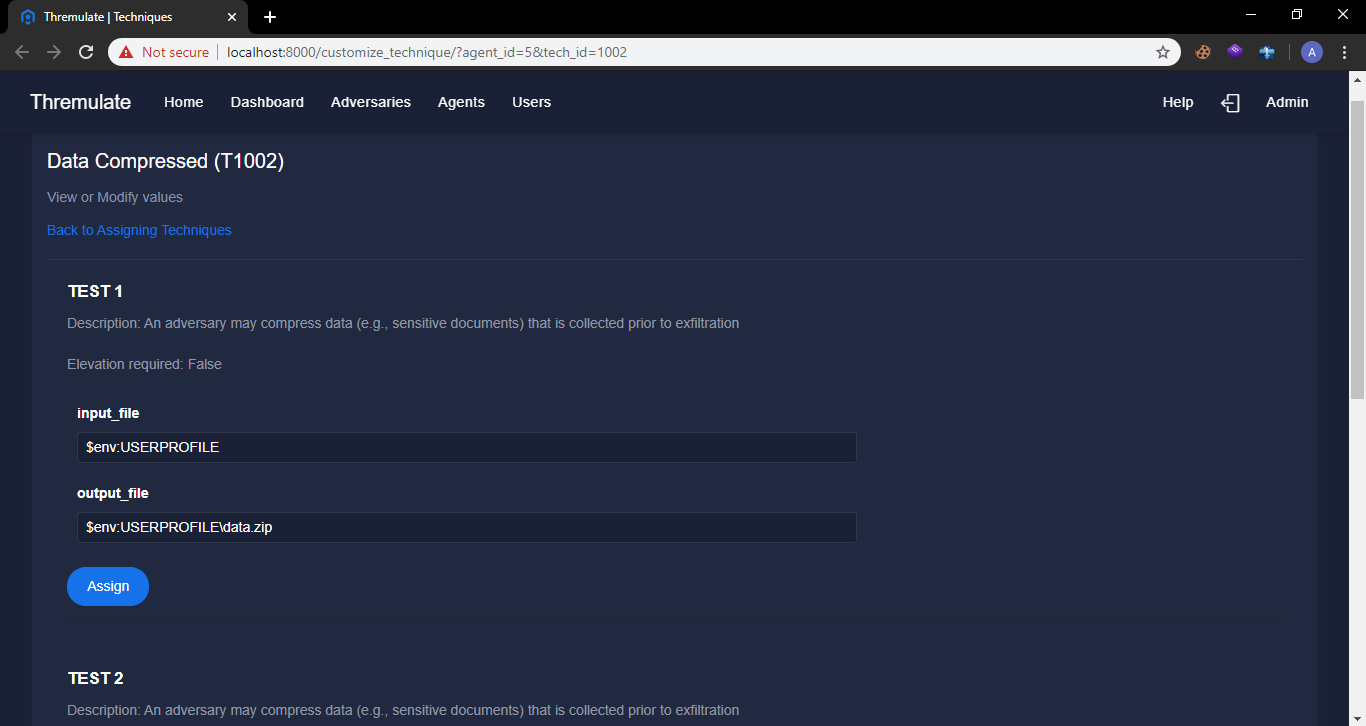 Thremulate | Techniques
Not secure localhost:8000/customize_technique/?agent_id=5&tech_id=1002 A
Thremulate Home Dashboard Adversaries Agents Users Help Admin
Data Compressed (T1002)
View or Modify values
Back to Assigning Techniques
TEST 1
Description: An adversary may compress data (e.g., sensitive documents) that is collected prior to exfiltration
Elevation required: False
input_file
$env:USERPROFILE
output_file
$env:USERPROFILE\data.zip
Assign
TEST 2
Description: An adversary may compress data (e.g., sensitive documents) that is collected prior to exfiltration